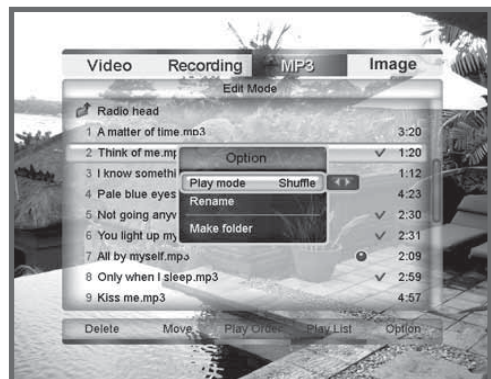 Video Recording MP3 Image
Edit Mode
Radio head
1 A matter of time.mp3 3:20
2 Think of me.mp 1:20
Option
3 I know somethi 1:12
Play mode Shuffle
4 Pale blue eyes 4:23
Rename
5 Not going anyw 2:30
6 You light up my 2:31
Make folder
7 All by myself.mp3 2:09
8 Only when I sleep.mp3 2:59
9 Kiss me.mp3 4:57
Delete Move Play Order Play List Option